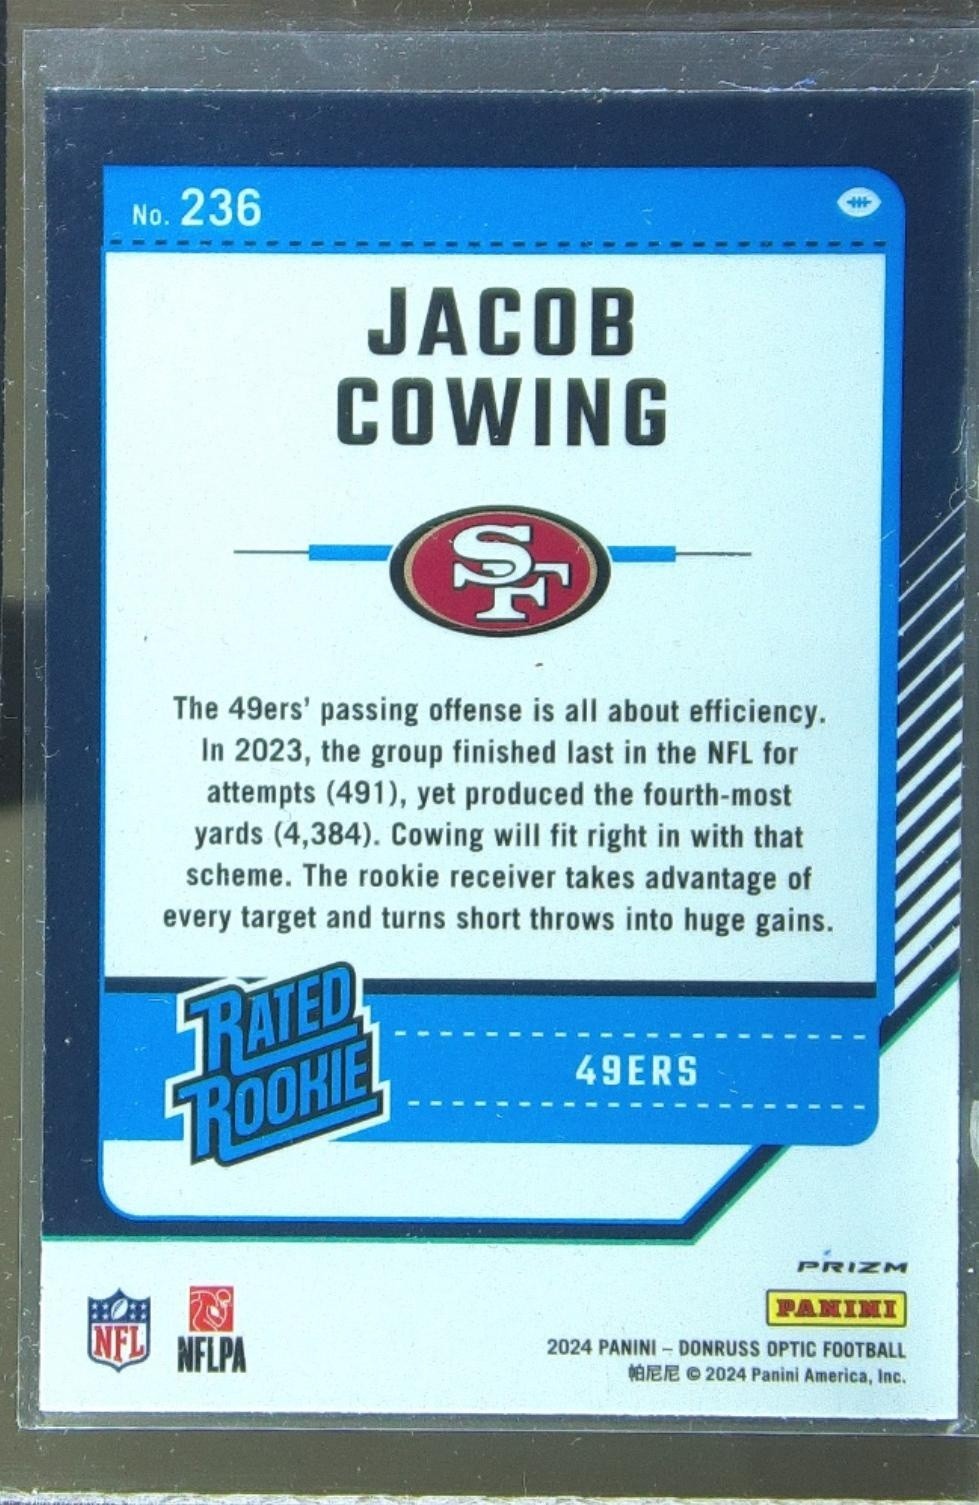 No. 236
JACOB
COWING
SF
The 49ers’ passing offense is all about efficiency.
In 2023, the group finished last in the NFL for
attempts (491), yet produced the fourth-most
yards (4,384). Cowing will fit right in with that
scheme. The rookie receiver takes advantage of
every target and turns short throws into huge gains.
RATED
ROOKIE
49ERS
PRIZM
PANINI
NFL
NFLPA
2024 PANINI – DONRUSS OPTIC FOOTBALL
帕尼尼 © 2024 Panini America, Inc.